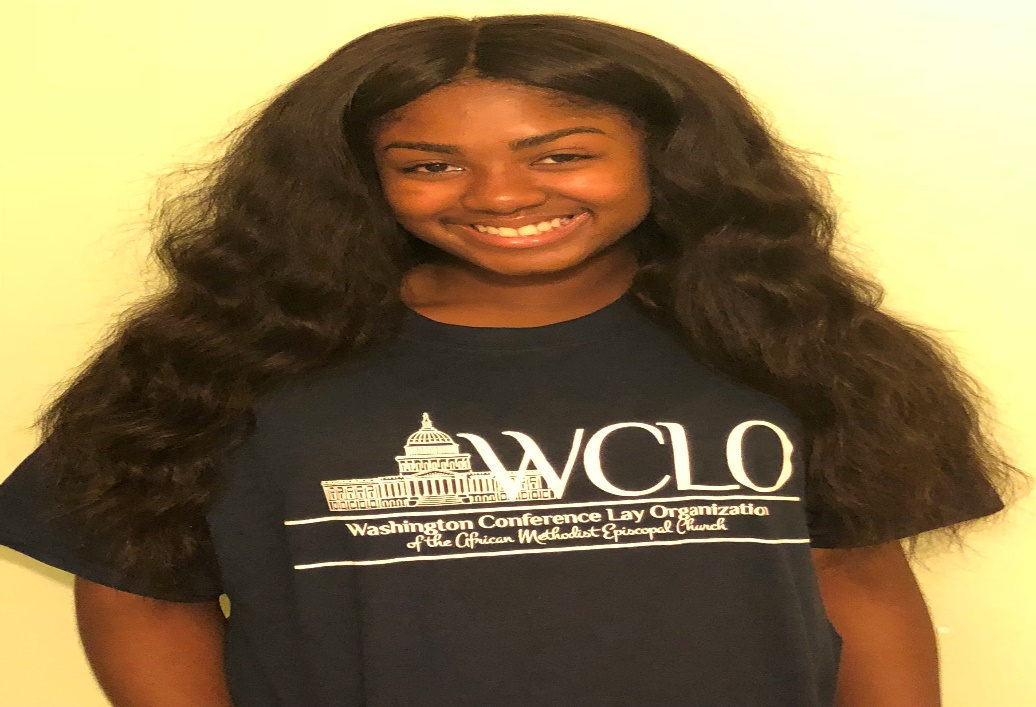 WCLO
Washington Conference Lay Organization
of the African Methodist Episcopal Church